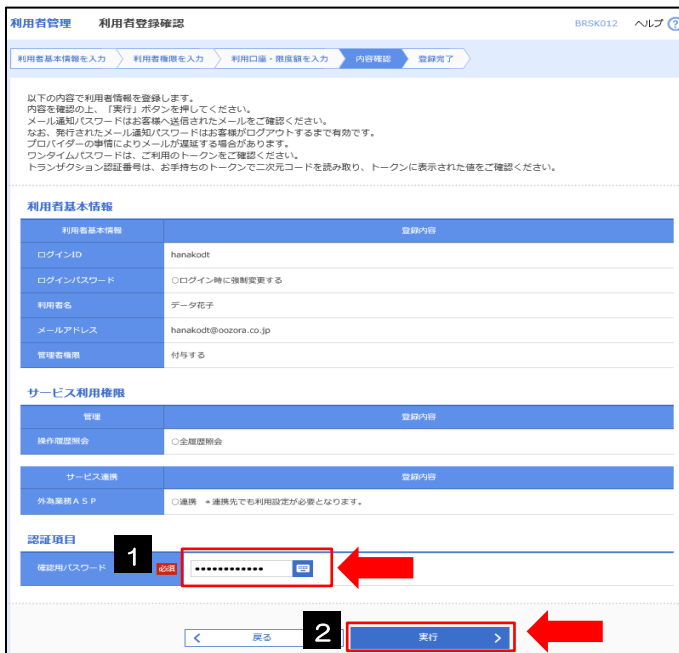 利用者管理 利用者登録確認 BRSK012 ヘルプ ?
利用者基本情報を入力 利用者権限を入力 利用口座・限度額を入力 内容確認 登録完了
以下の内容で利用者情報を登録します。
内容を確認の上、「実行」ボタンを押してください。
メール通知パスワードはお客様へ送信されたメールをご確認ください。
なお、発行されたメール通知パスワードはお客様がログアウトするまで有効です。
プロバイダーの事情によりメールが遅延する場合があります。
ワンタイムパスワードは、ご利用のトークンをご確認ください。
トランザクション認証番号は、お手持ちのトークンで二次元コードを読み取り、トークンに表示された値をご確認ください。
利用者基本情報
利用者基本情報 登録内容
ログインID hanakodt
ログインパスワード ○ログイン時に強制変更する
利用者名 データ花子
メールアドレス hanakodt@oozora.co.jp
管理者権限 付与する
サービス利用権限
管理 登録内容
操作履歴照会 ○全履歴照会
サービス連携 登録内容
外為業務ASP ○連携 *連携先でも利用設定が必要となります。
認証項目
確認用パスワード 1 必須 ••••••••••••
戻る 2 実行